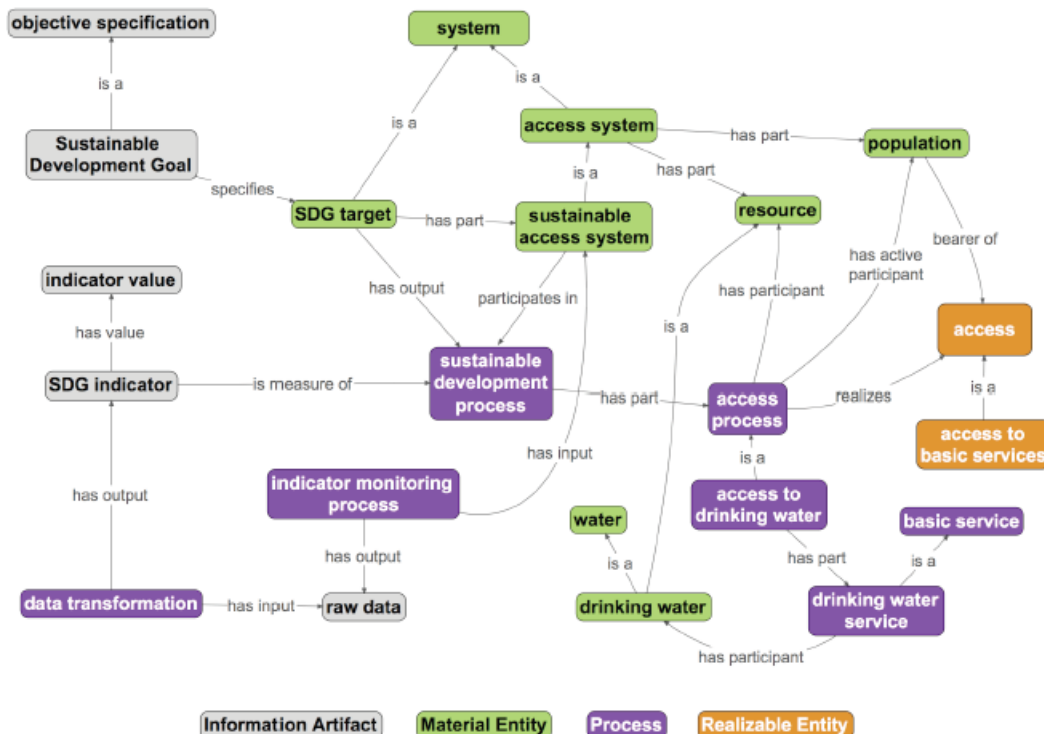 objective specification
system
is a
is a
access system
has part
population
Sustainable
Development Goal
is a
has part
specifies
is a
SDG target
has part
sustainable
access system
resource
bearer of
has active
participant
indicator value
has output
participates in
has participant
access
has value
is a
sustainable
development
process
SDG indicator
is measure of
has part
access
process
realizes
is a
access to
basic services
has input
is a
has output
indicator monitoring
process
access to
drinking water
water
basic service
has output
is a
has part
is a
data transformation
has input
raw data
drinking water
drinking water
service
has participant
Information Artifact
Material Entity
Process
Realizable Entity